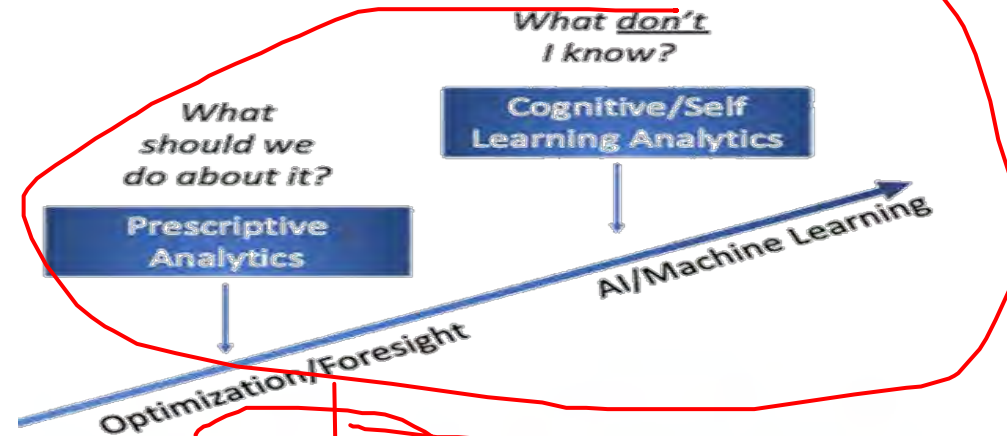 What don't
I know?
Cognitive/Self
Learning Analytics
What
should we
do about it?
Prescriptive
Analytics
AI/Machine Learning
Optimization/Foresight